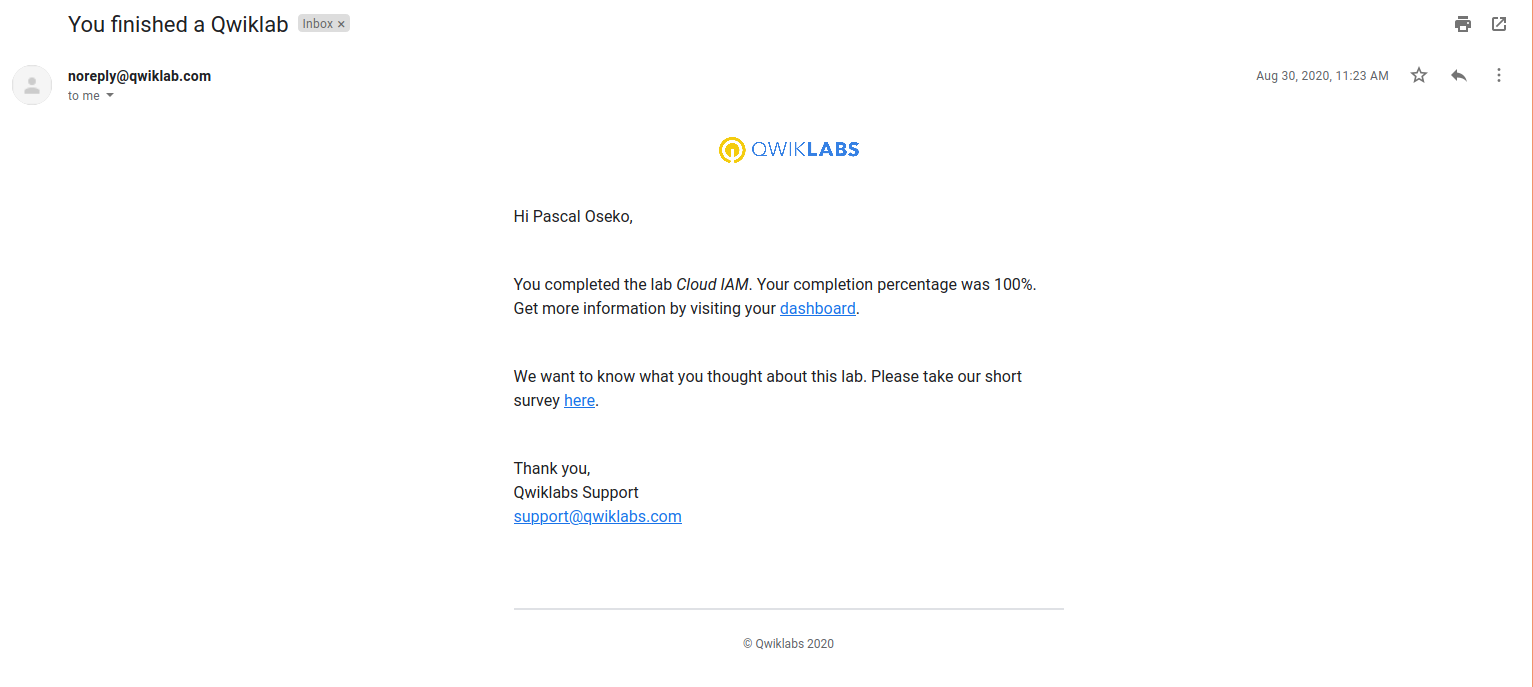 You finished a Qwiklab Inbox ×
noreply@qwiklab.com
Aug 30, 2020, 11:23 AM
to me
QWIKLABS
Hi Pascal Oseko,
You completed the lab Cloud IAM. Your completion percentage was 100%.
Get more information by visiting your dashboard.
We want to know what you thought about this lab. Please take our short
survey here.
Thank you,
Qwiklabs Support
support@qwiklabs.com
© Qwiklabs 2020